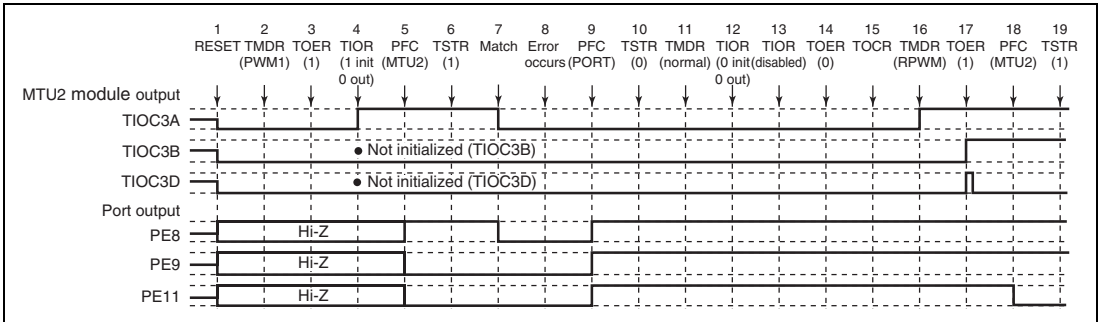 1 2 3 4 5 6 7 8 9 10 11 12 13 14 15 16 17 18 19
RESET TMDR TOER TIOR PFC TSTR Match Error PFC TSTR TMDR TIOR TIOR TOER TOCR TMDR TOER PFC TSTR
(PWM1) (1) (1 init (MTU2) (1) occurs (PORT) (0) (normal) (0 init (disabled) (0) (RPWM) (1) (MTU2) (1)
0 out) 0 out)
MTU2 module output
TIOC3A
TIOC3B • Not initialized (TIOC3B)
TIOC3D • Not initialized (TIOC3D)
Port output
PE8 Hi-Z
PE9 Hi-Z
PE11 Hi-Z